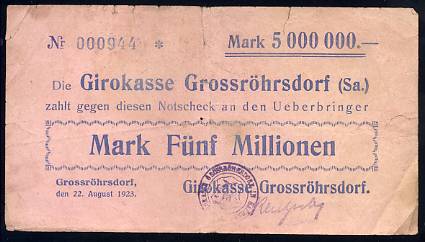 № 000944 *
Mark 5 000 000.—
Die Girokasse Grossröhrsdorf (Sa.)
zahlt gegen diesen Notscheck an den Ueberbringer
Mark Fünf Millionen
Grossröhrsdorf,
den 22. August 1923.
Girokasse Grossröhrsdorf.